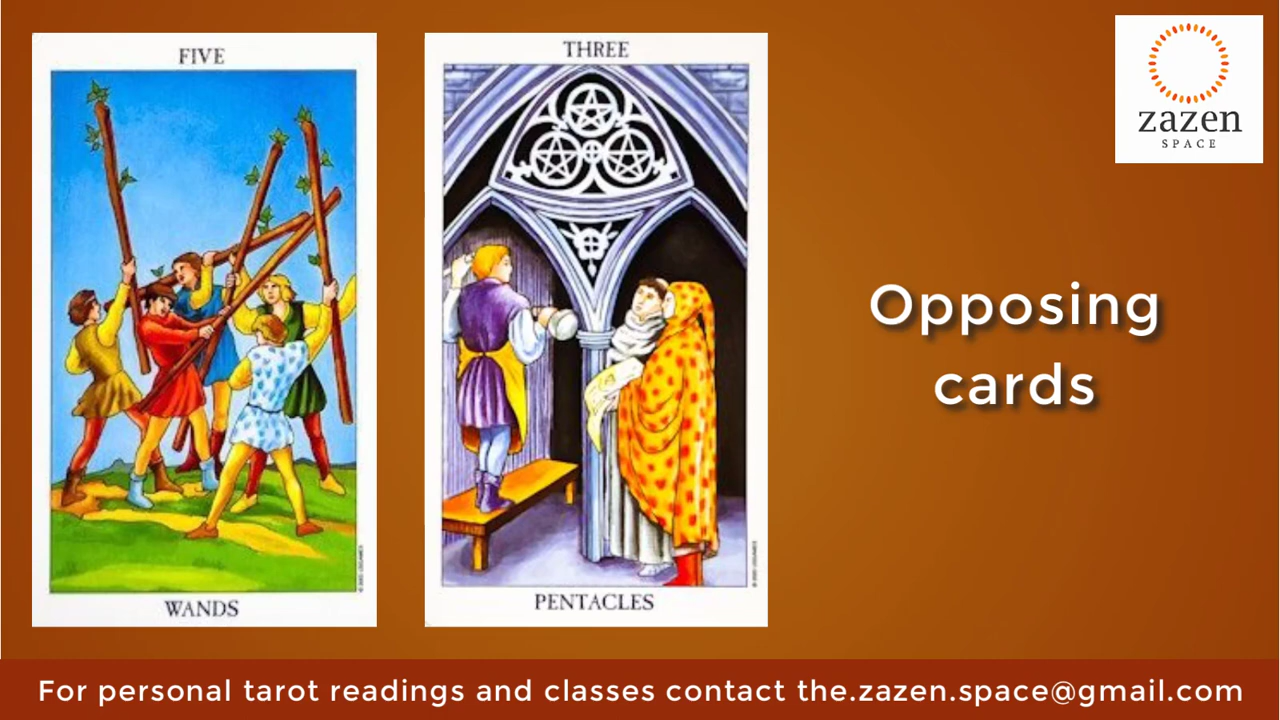 FIVE
WANDS
THREE
PENTACLES
zazen
SPACE
Opposing
cards
For personal tarot readings and classes contact the.zazen.space@gmail.com